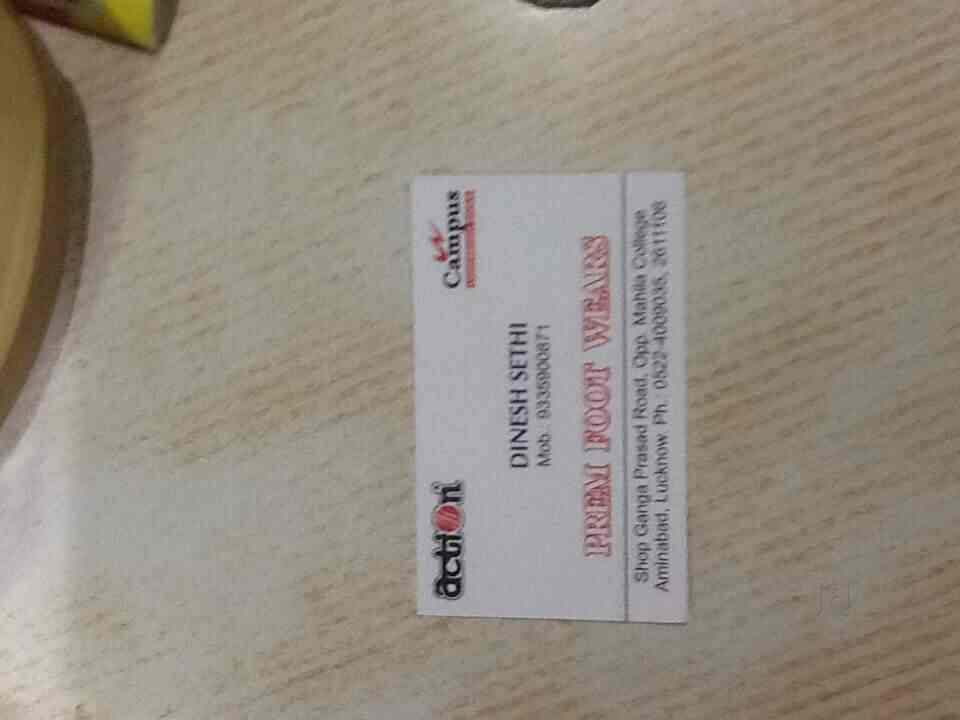 action
Campus
DINESH SETHI
Mob.: 9335900871
PREM FOOT WEARS
Shop Ganga Prasad Road, Opp. Mahila College
Aminabad, Lucknow Ph.: 0522-4009035, 2611106